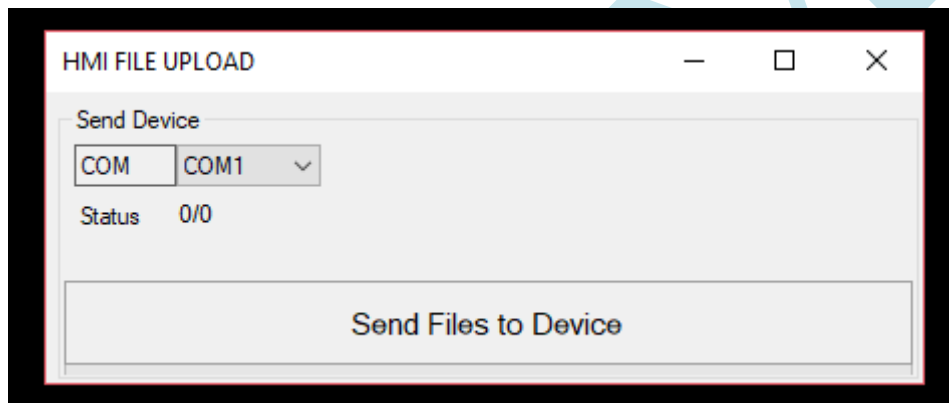 HMI FILE UPLOAD
Send Device
COM COM1
Status 0/0
Send Files to Device